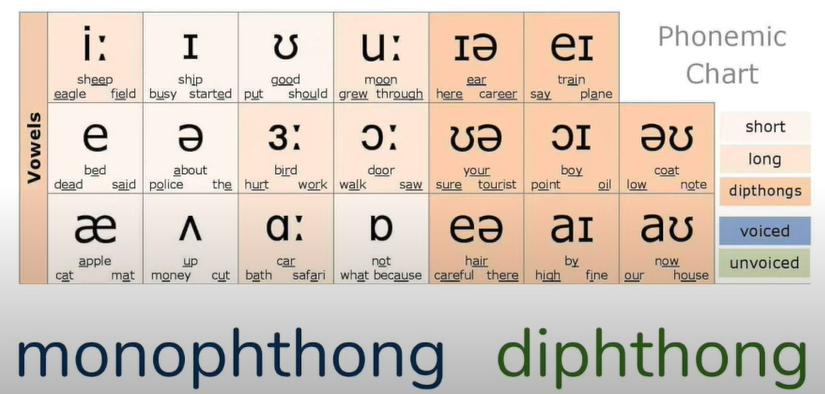 Phonemic
Chart
Vowels
iː ɪ ʊ uː ɪə eɪ
sheep ship good moon ear train
eagle field busy started put should grew through here career say plane
e ə ɜː ɔː ʊə ɔɪ əʊ
bed about bird door your boy coat
dead said police the hurt work walk saw sure tourist point oil low note
æ ʌ ɑː ɒ eə aɪ aʊ
apple up car not hair by now
cat mat money cut bath safari what because careful there high fine our house
short
long
dipthongs
voiced
unvoiced
monophthong diphthong